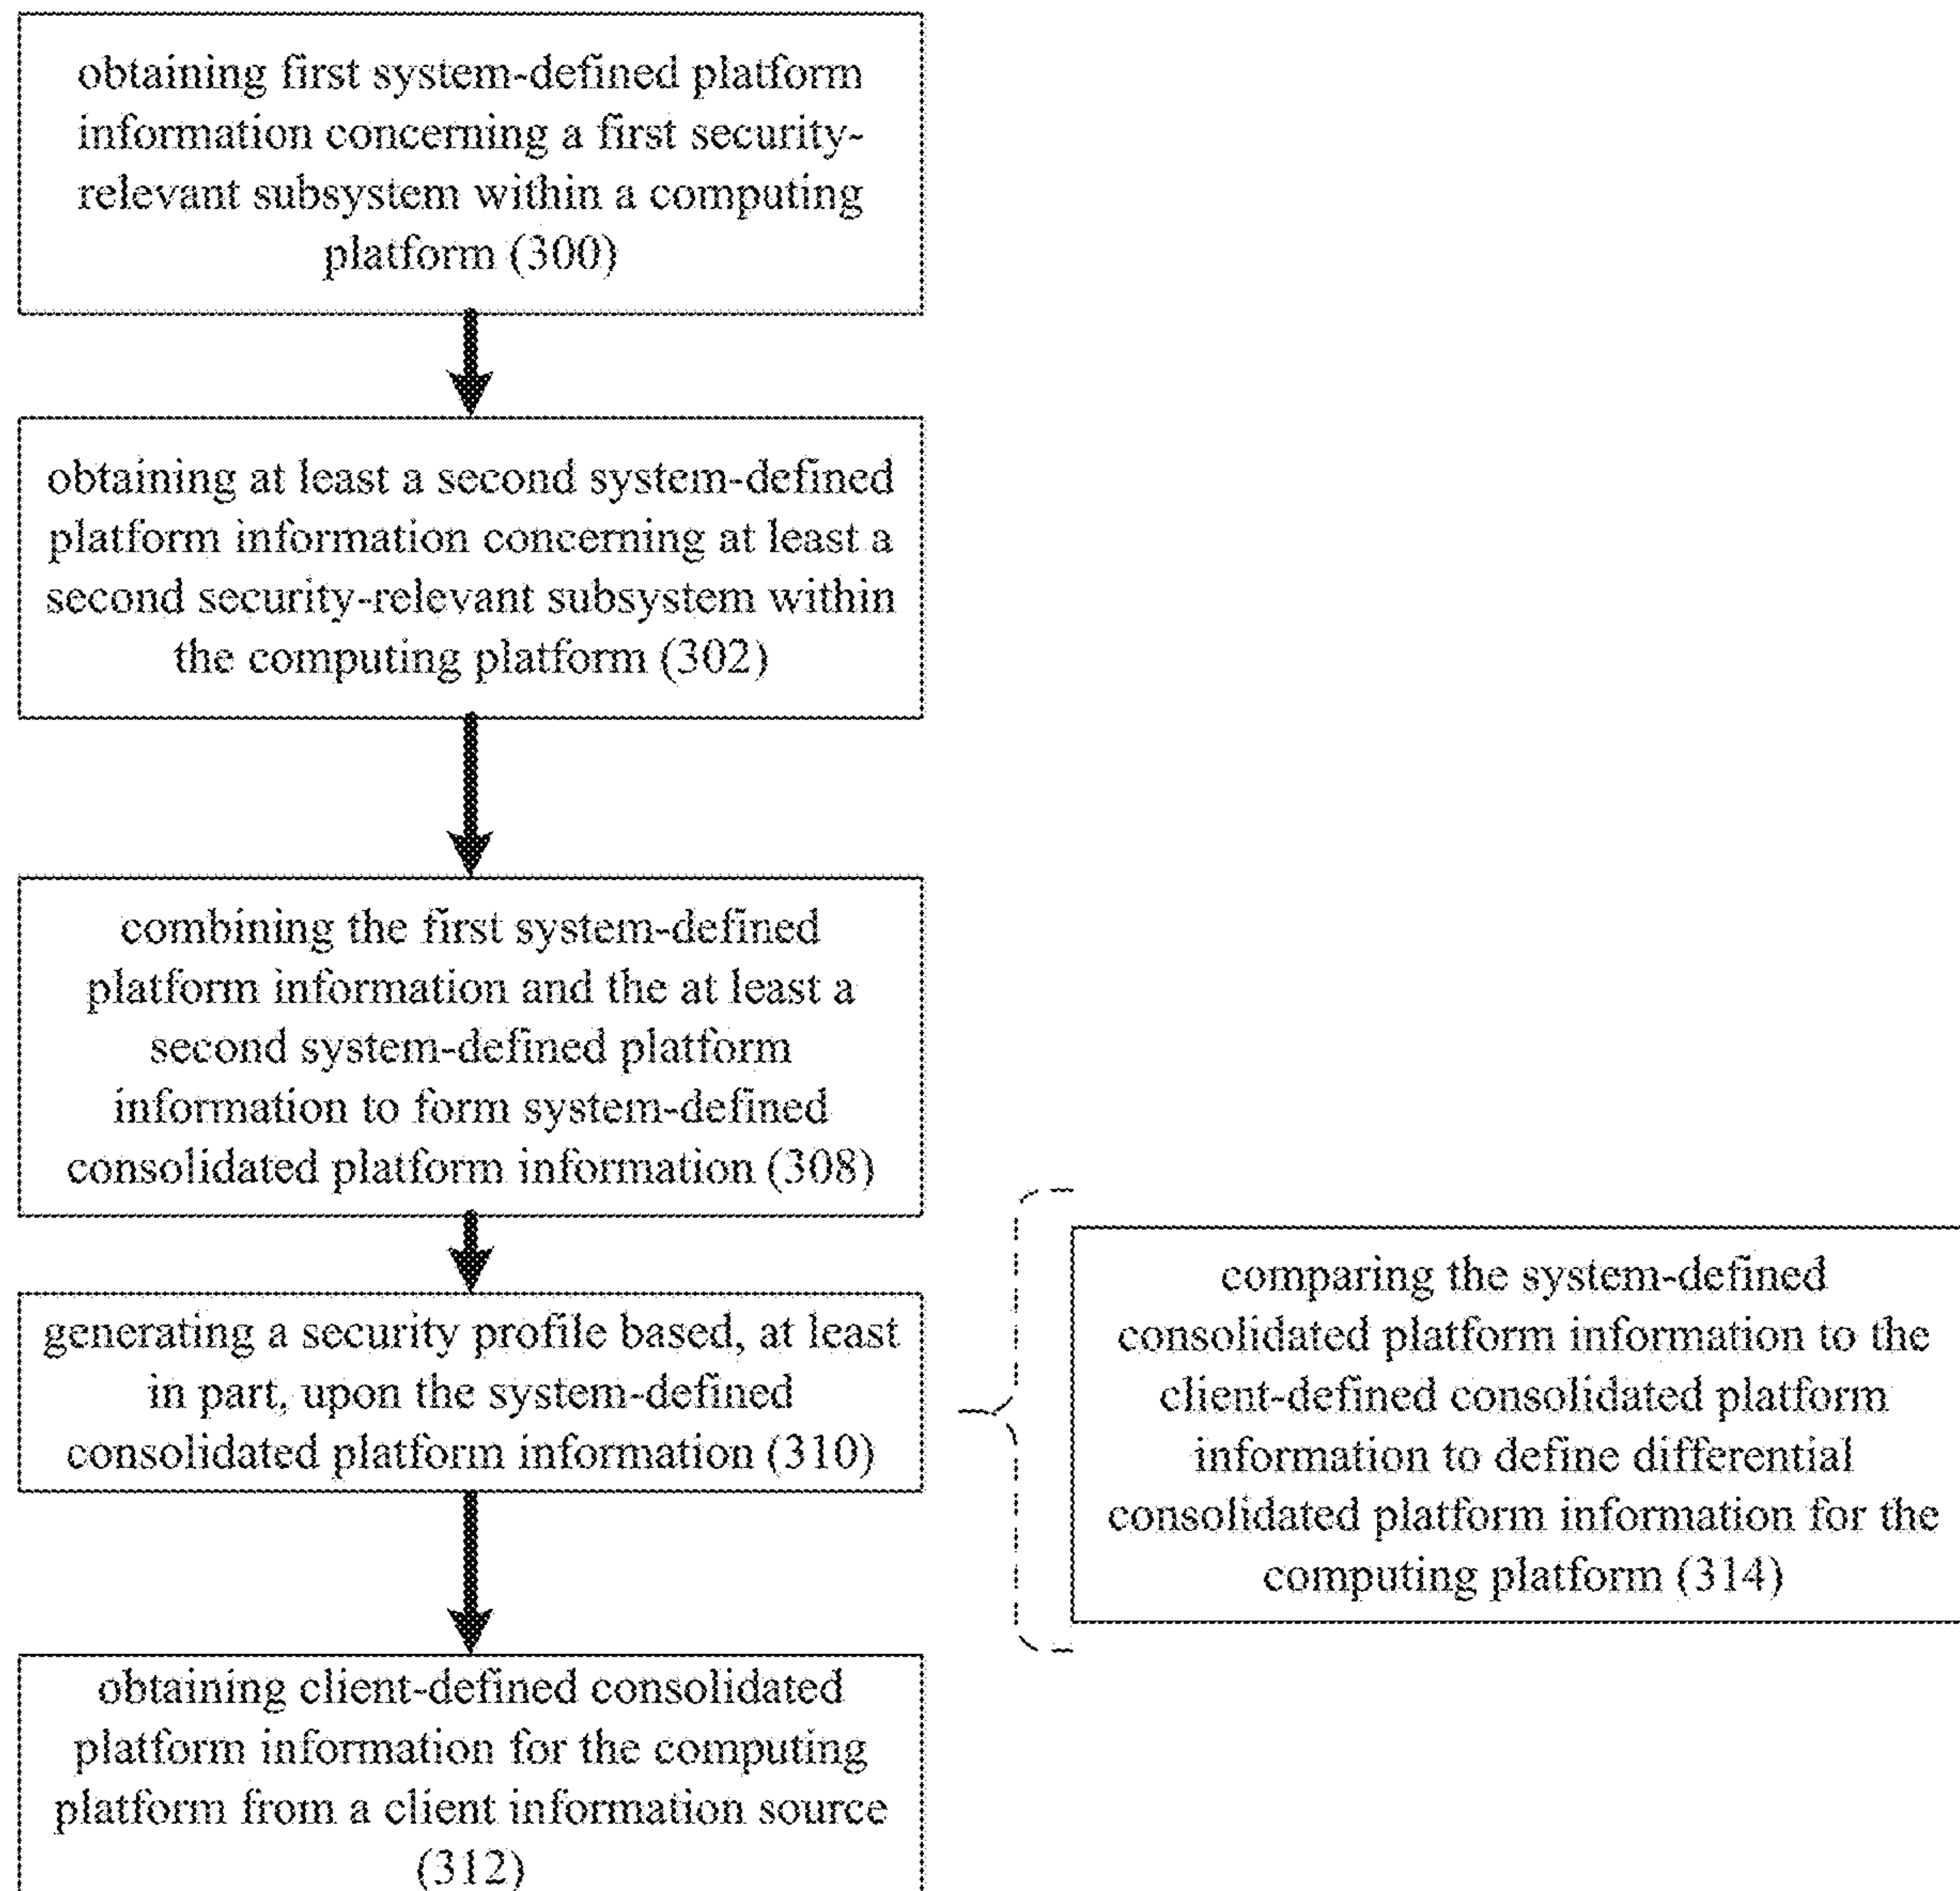 obtaining first system-defined platform
information concerning a first security-
relevant subsystem within a computing
platform (300)
obtaining at least a second system-defined
platform information concerning at least a
second security-relevant subsystem within
the computing platform (302)
combining the first system-defined
platform information and the at least a
second system-defined platform
information to form system-defined
consolidated platform information (308)
generating a security profile based, at least
in part, upon the system-defined
consolidated platform information (310)
comparing the system-defined
consolidated platform information to the
client-defined consolidated platform
information to define differential
consolidated platform information for the
computing platform (314)
obtaining client-defined consolidated
platform information for the computing
platform from a client information source
(312)